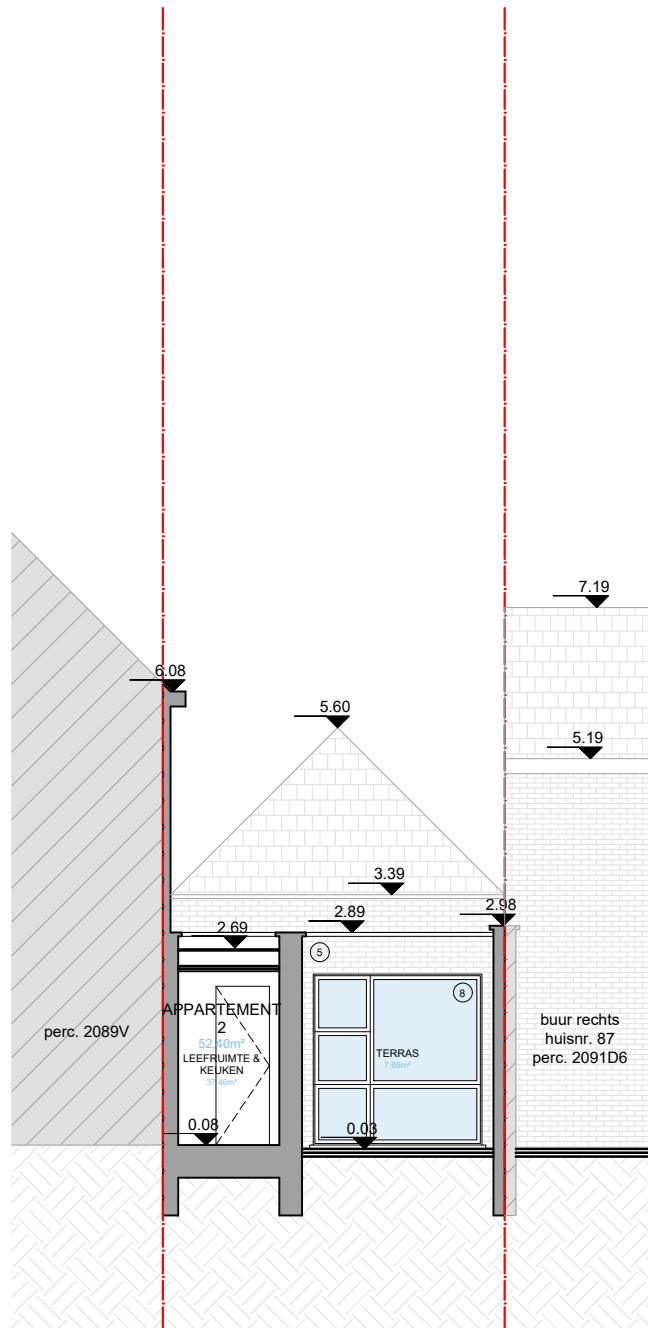 7.19
6.08
5.60
5.19
3.39
2.98
2.89
2.69
5
8
APPARTEMENT
2
52,40m²
LEEFRUIMTE &
KEUKEN
37,46m²
TERRAS
7,68m²
perc. 2089V
buur rechts
huisnr. 87
perc. 2091D6
0.08
0.03